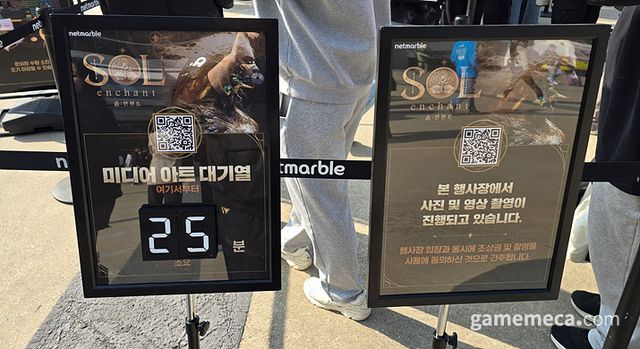 netmarble
SOL
enchant
솔:인챈트
미디어 아트 대기열
여기서부터
25 분
소요
netmarble
netmarble
SOL
enchant
솔:인챈트
본 행사장에서
사진 및 영상 촬영이
진행되고 있습니다.
행사장 입장과 동시에 초상권 및 촬영물
사용에 동의하신 것으로 간주됩니다.
gamemeca.com